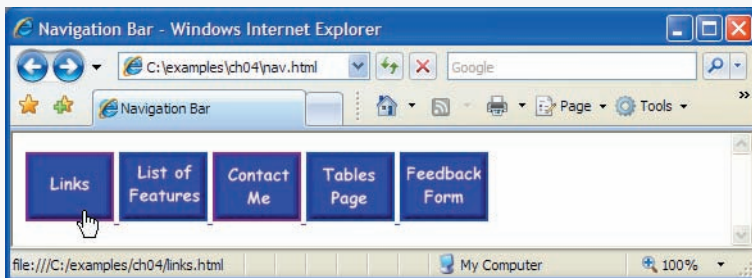 Navigation Bar - Windows Internet Explorer
C:\examples\ch04\nav.html Google
Navigation Bar Page Tools »
Links List of Features Contact Me Tables Page Feedback Form
file:///C:/examples/ch04/links.html My Computer 100%